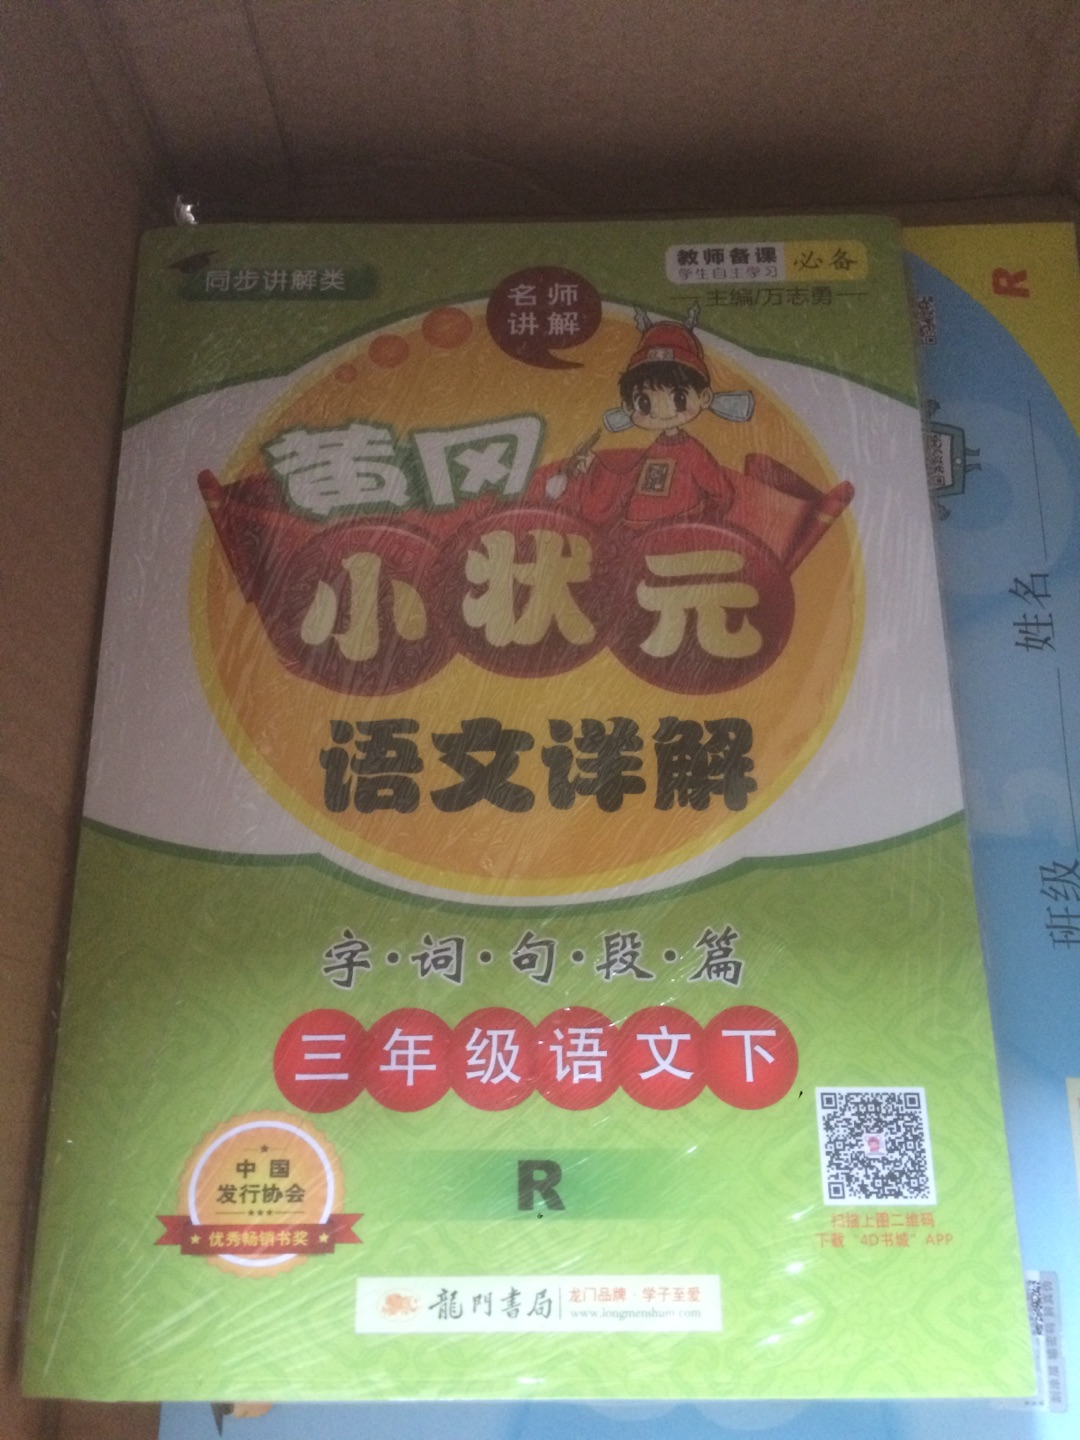 同步讲解类
名师
讲解
教师备课
学生自主学习
必备
主编/万志勇
黄冈
小状元
语文详解
字·词·句·段·篇
三年级语文下
R
中国
发行协会
优秀畅销书奖
扫描上图二维码
下载“4D书城”APP
龍門書局
龙门品牌·学子至爱
www.longmenshuju.com
R
姓名
班级